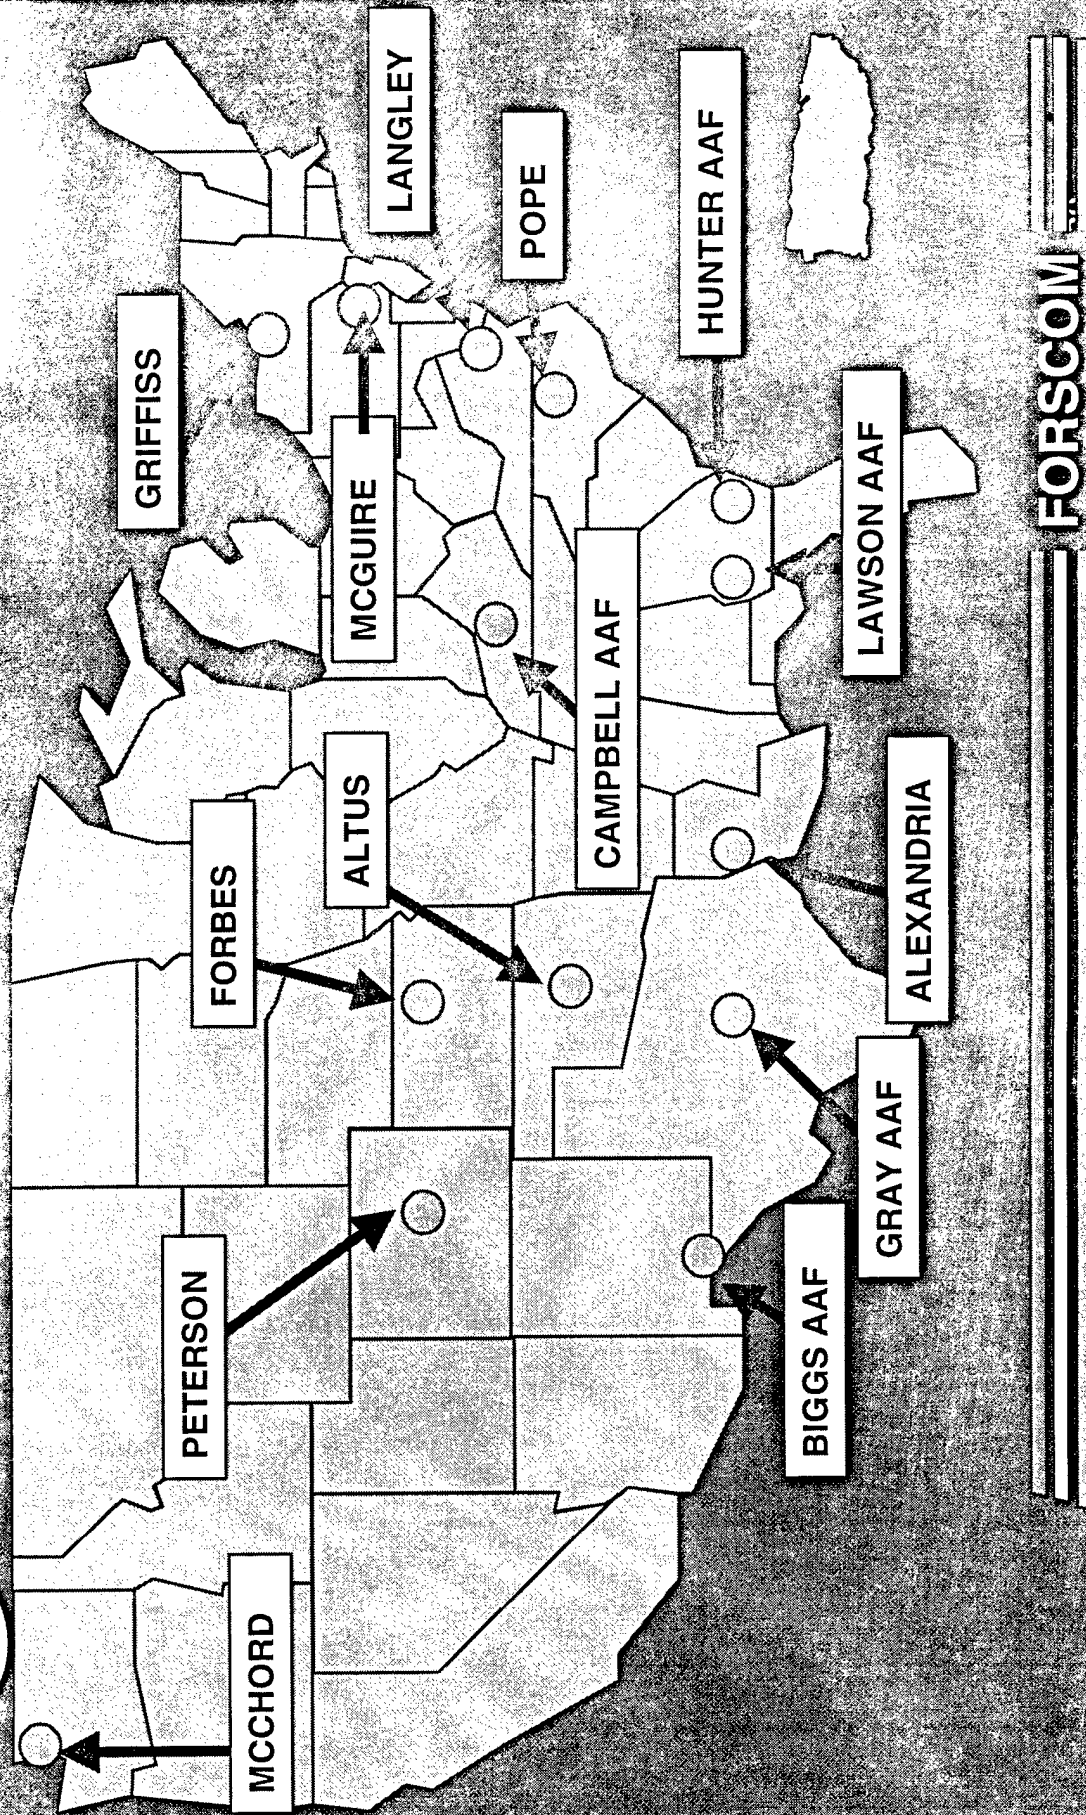 MCCHORD
PETERSON
FORBES
GRIFFISS
ALTUS
MCGUIRE
LANGLEY
POPE
CAMPBELL AAF
HUNTER AAF
BIGGS AAF
GRAY AAF
ALEXANDRIA
LAWSON AAF
FORSCOM